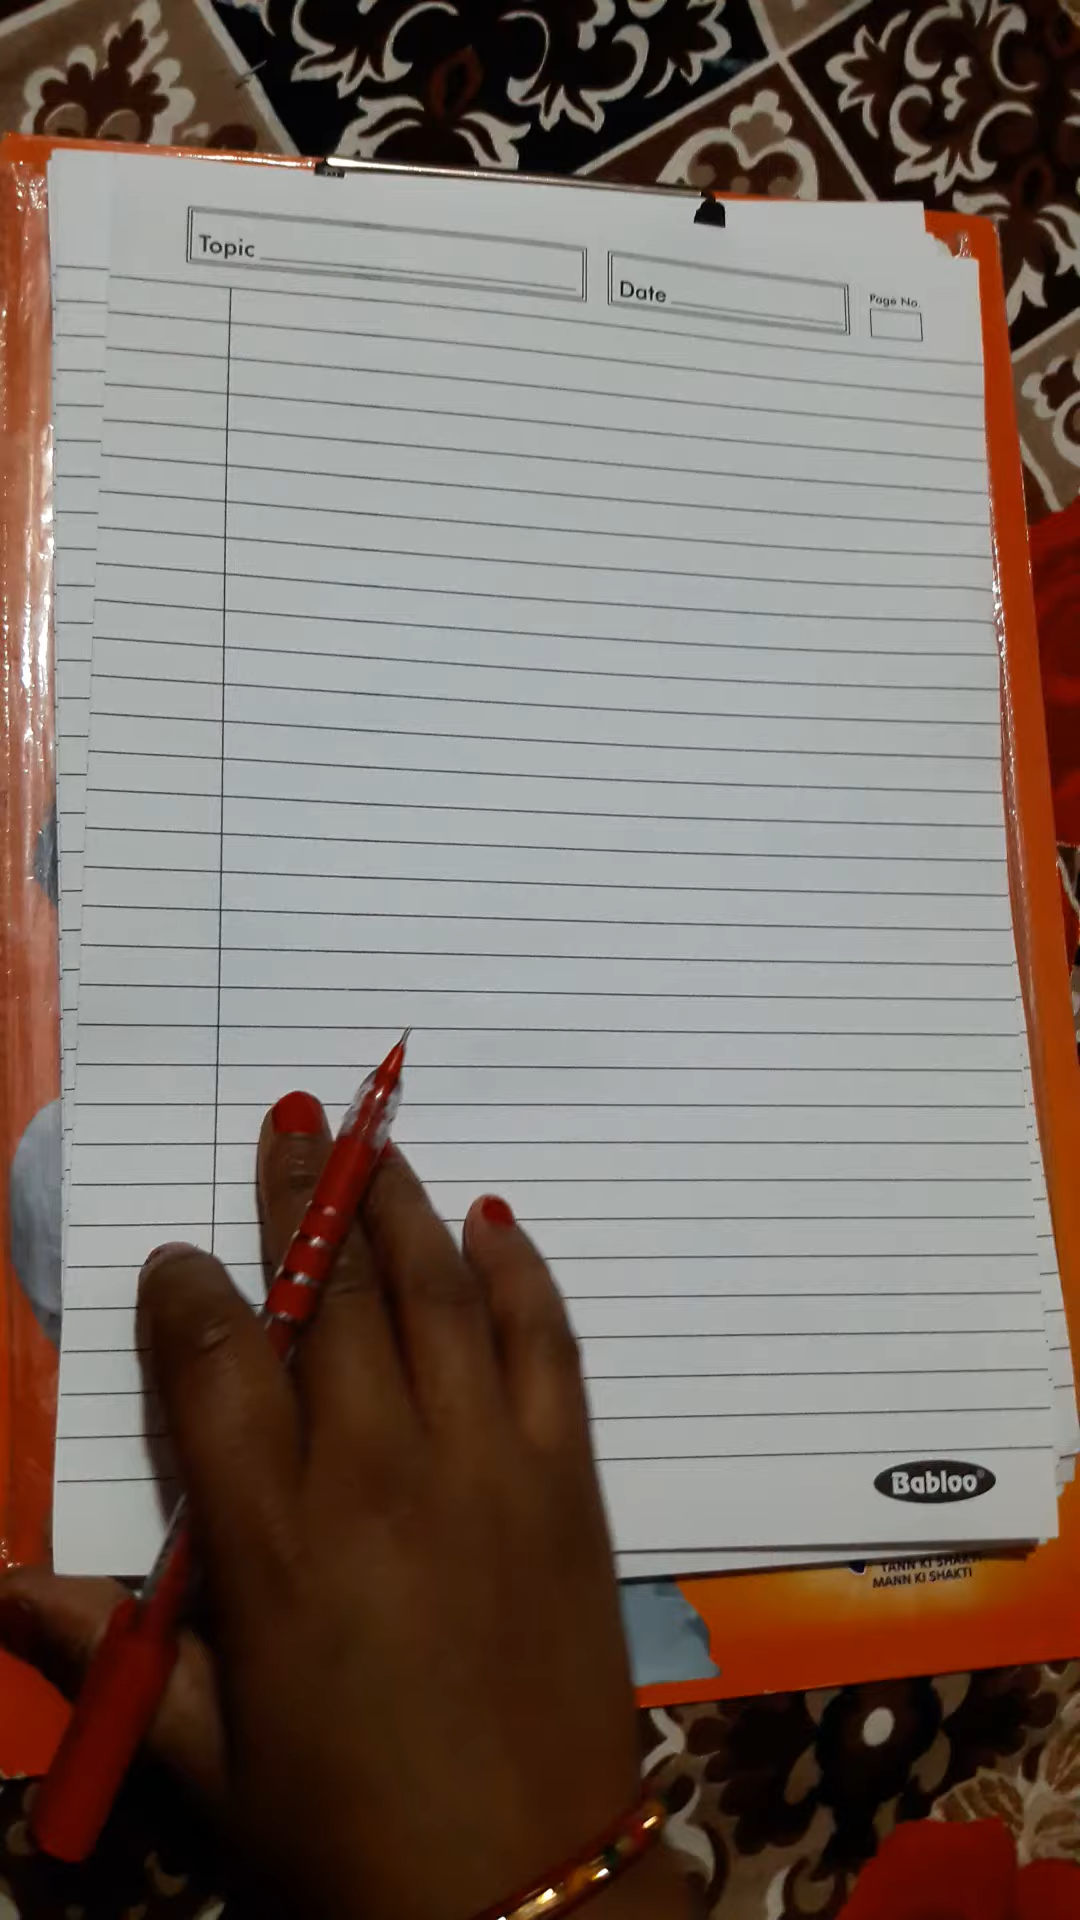 Topic
Date
Page No.
Babloo
TANN KI SHAKTI
MANN KI SHAKTI